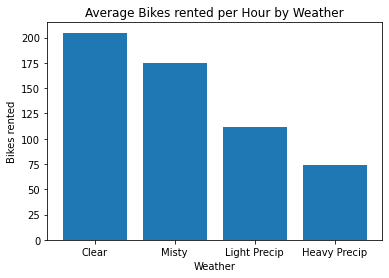 Average Bikes rented per Hour by Weather
Bikes rented
200
175
150
125
100
75
50
25
0
Clear
Misty
Light Precip
Heavy Precip
Weather